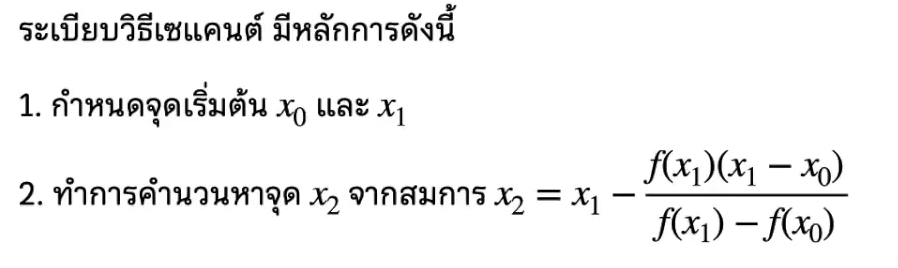 ระเบียบวิธีเซแคนต์ มีหลักการดังนี้
1. กำหนดจุดเริ่มต้น x₀ และ x₁
2. ทำการคำนวนหาจุด x₂ จากสมการ x₂ = x₁ − f(x₁)(x₁ − x₀) / f(x₁) − f(x₀)